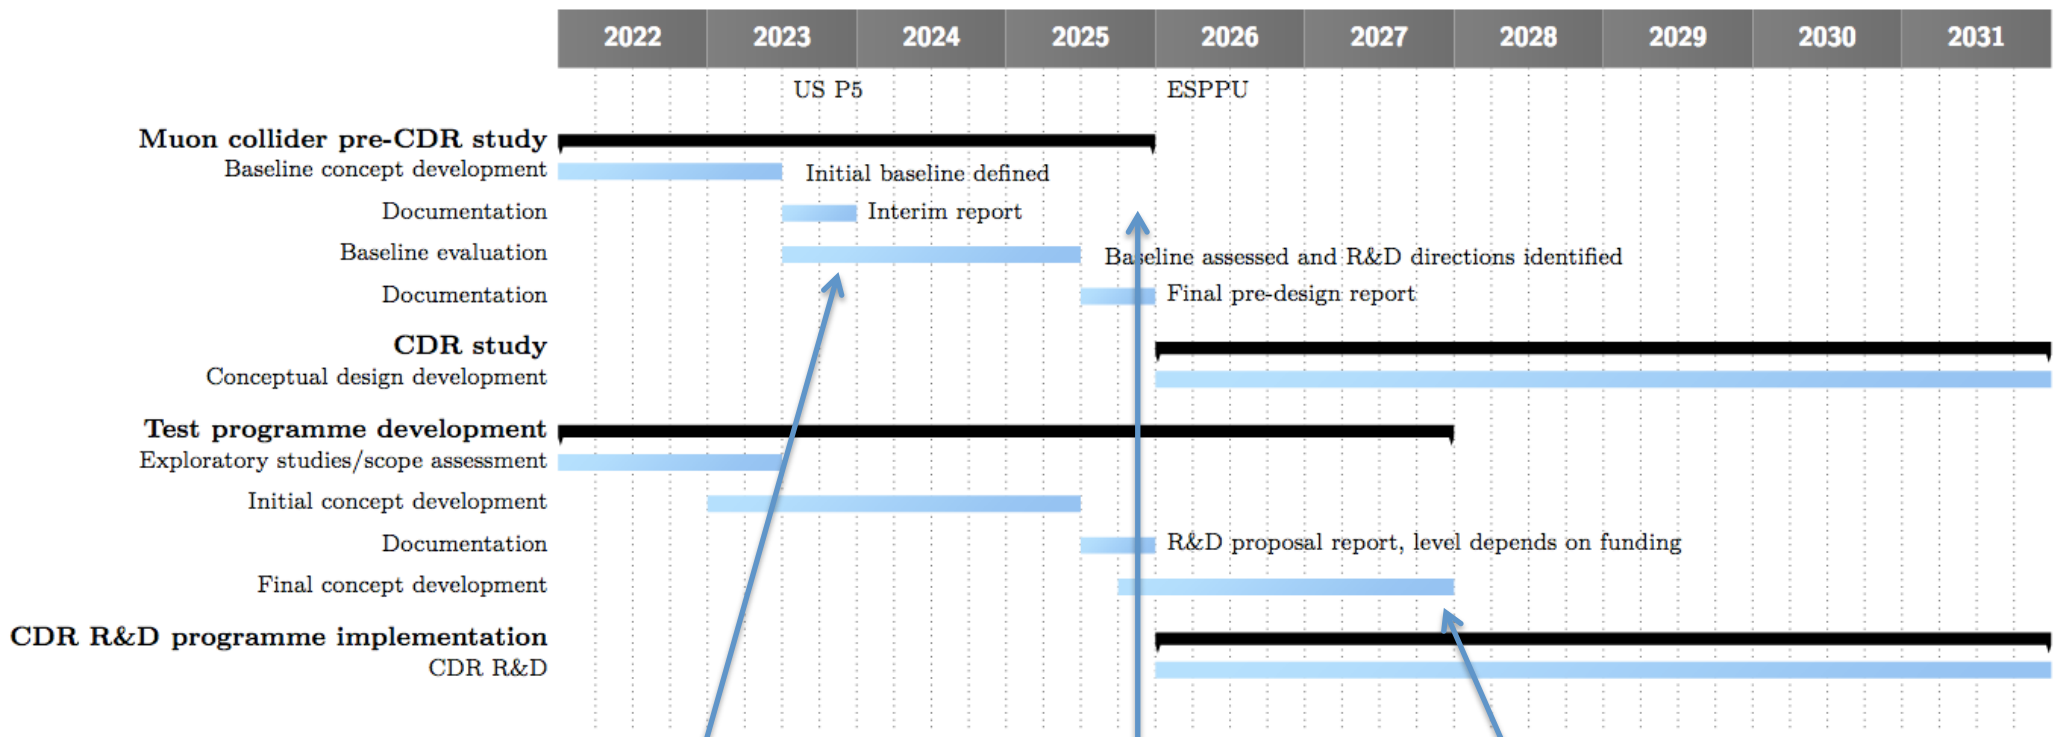 2022 2023 2024 2025 2026 2027 2028 2029 2030 2031
US P5 ESPPU
Muon collider pre-CDR study
Baseline concept development Initial baseline defined
Documentation Interim report
Baseline evaluation Baseline assessed and R&D directions identified
Documentation Final pre-design report
CDR study
Conceptual design development
Test programme development
Exploratory studies/scope assessment
Initial concept development
Documentation R&D proposal report, level depends on funding
Final concept development
CDR R&D programme implementation
CDR R&D